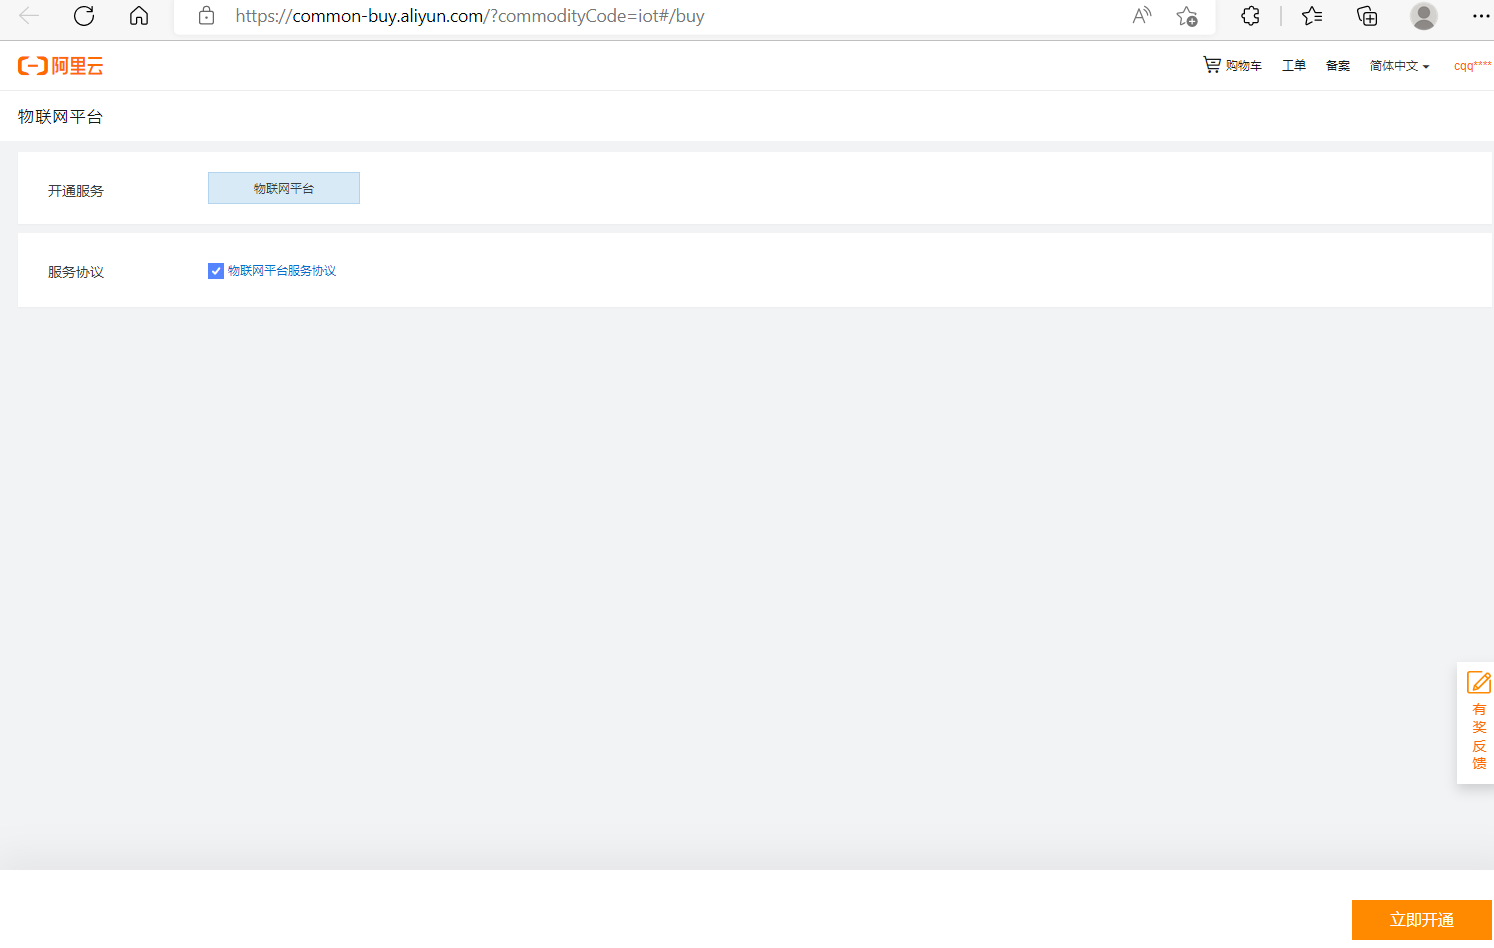 https://common-buy.aliyun.com/?commodityCode=iot#/buy
阿里云
购物车 工单 备案 简体中文 cqq****
物联网平台
开通服务 物联网平台
服务协议 物联网平台服务协议
有奖反馈
立即开通